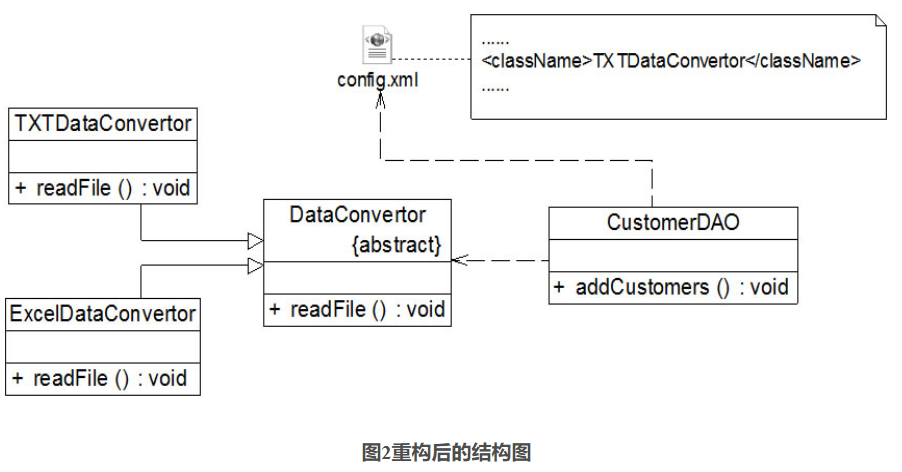 ......
<className>TXTDataConvertor</className>
......
config.xml
TXTDataConvertor
+ readFile () : void
DataConvertor
{abstract}
+ readFile () : void
CustomerDAO
+ addCustomers () : void
ExcelDataConvertor
+ readFile () : void
图2重构后的结构图